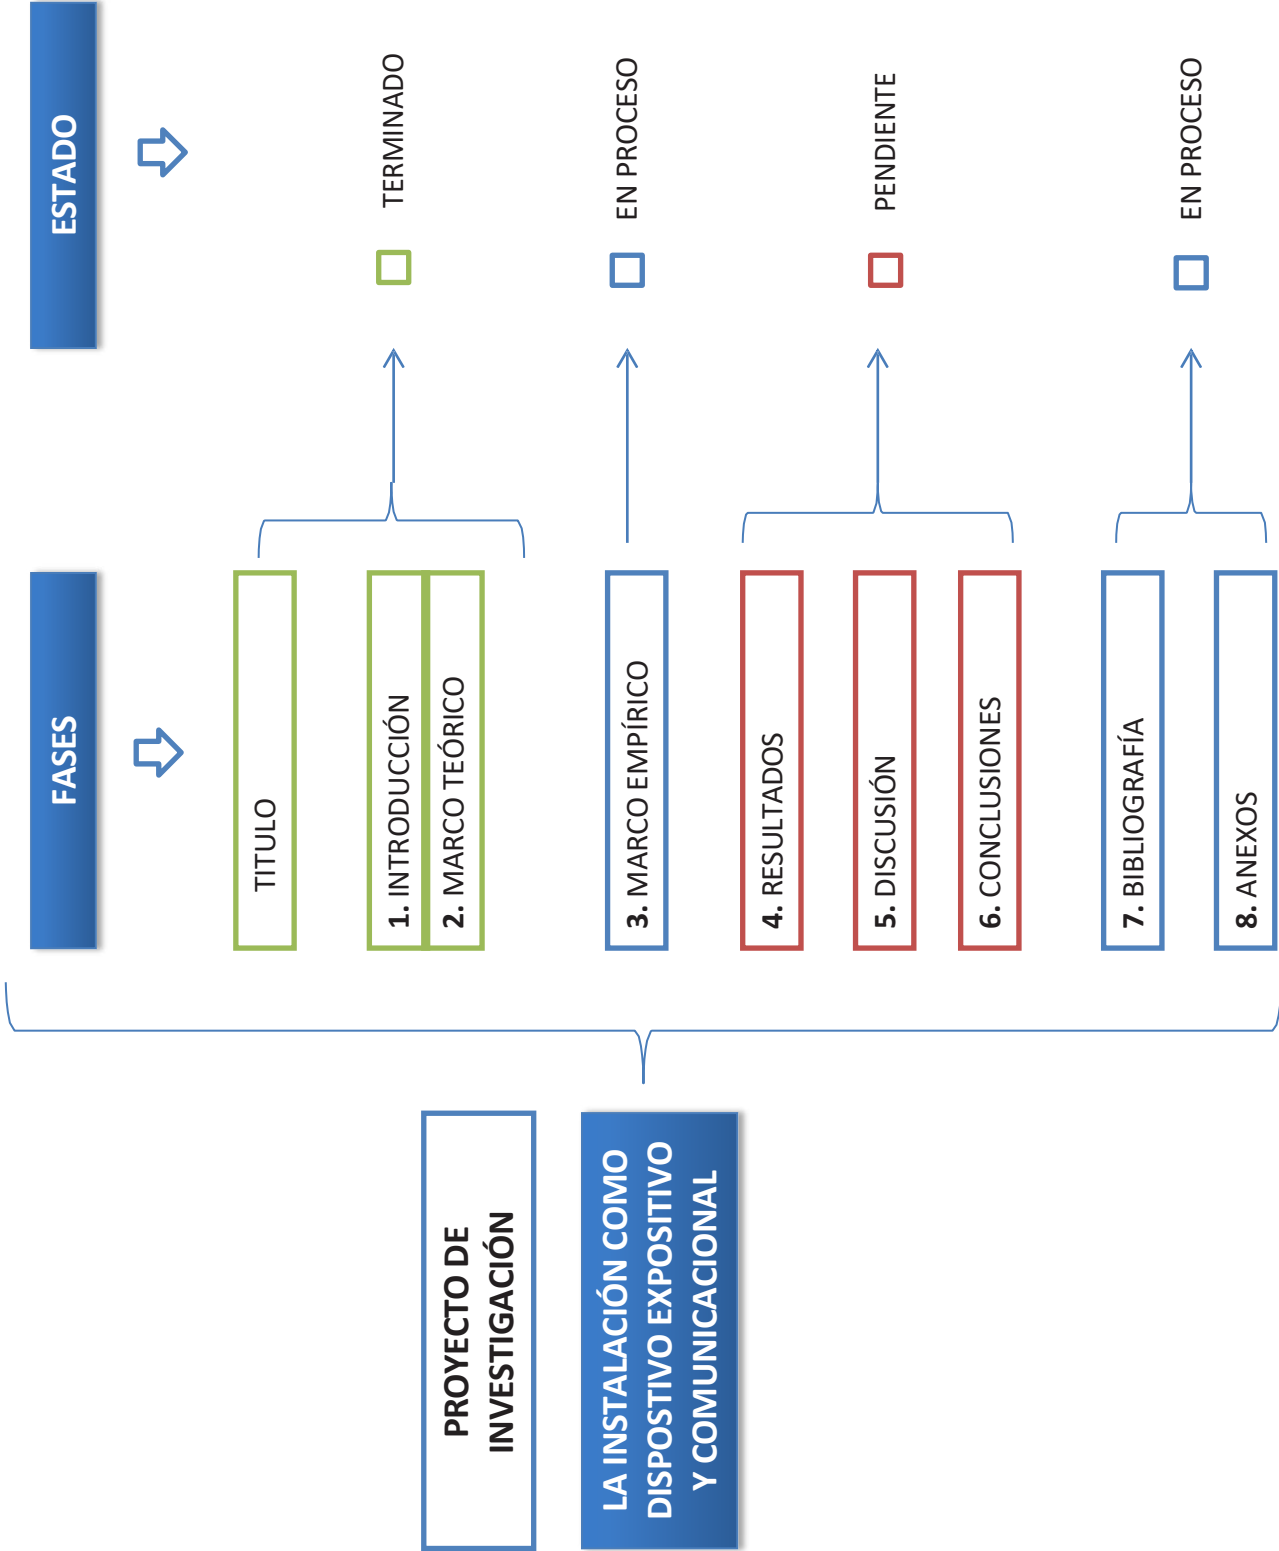 PROYECTO DE
INVESTIGACIÓN
LA INSTALACIÓN COMO
DISPOSTIVO EXPOSITIVO
Y COMUNICACIONAL
FASES
ESTADO
TITULO
1. INTRODUCCIÓN
2. MARCO TEÓRICO
TERMINADO
3. MARCO EMPÍRICO
EN PROCESO
4. RESULTADOS
5. DISCUSIÓN
6. CONCLUSIONES
PENDIENTE
7. BIBLIOGRAFÍA
8. ANEXOS
EN PROCESO